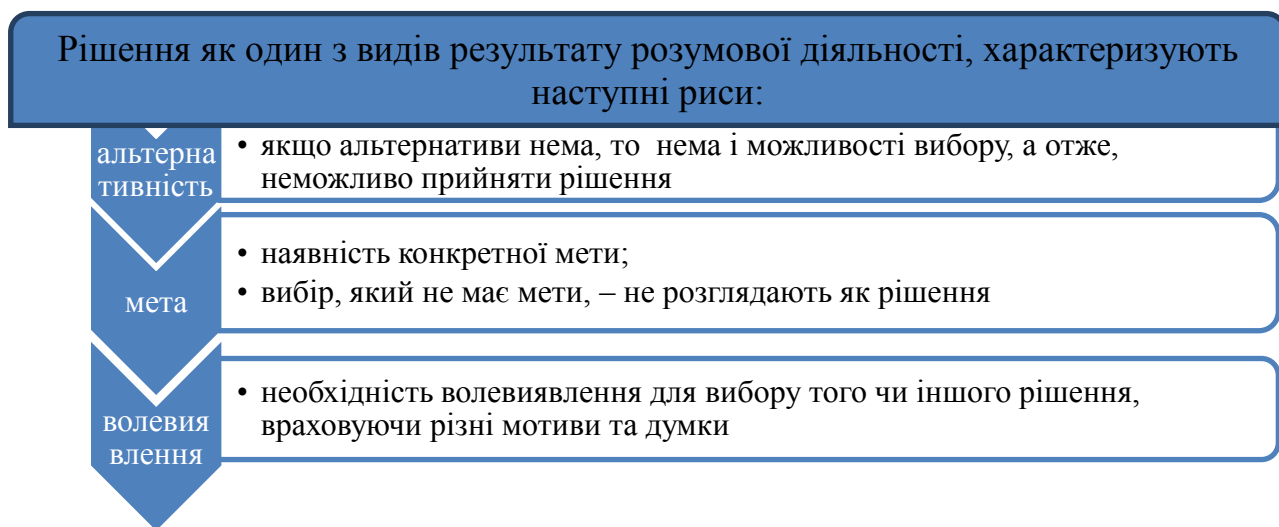 Рішення як один з видів результату розумової діяльності, характеризують
наступні риси:
альтерна
тивність
• якщо альтернативи нема, то нема і можливості вибору, а отже,
неможливо прийняти рішення
мета
• наявність конкретної мети;
• вибір, який не має мети, – не розглядають як рішення
волевия
влення
• необхідність волевиявлення для вибору того чи іншого рішення,
враховуючи різні мотиви та думки